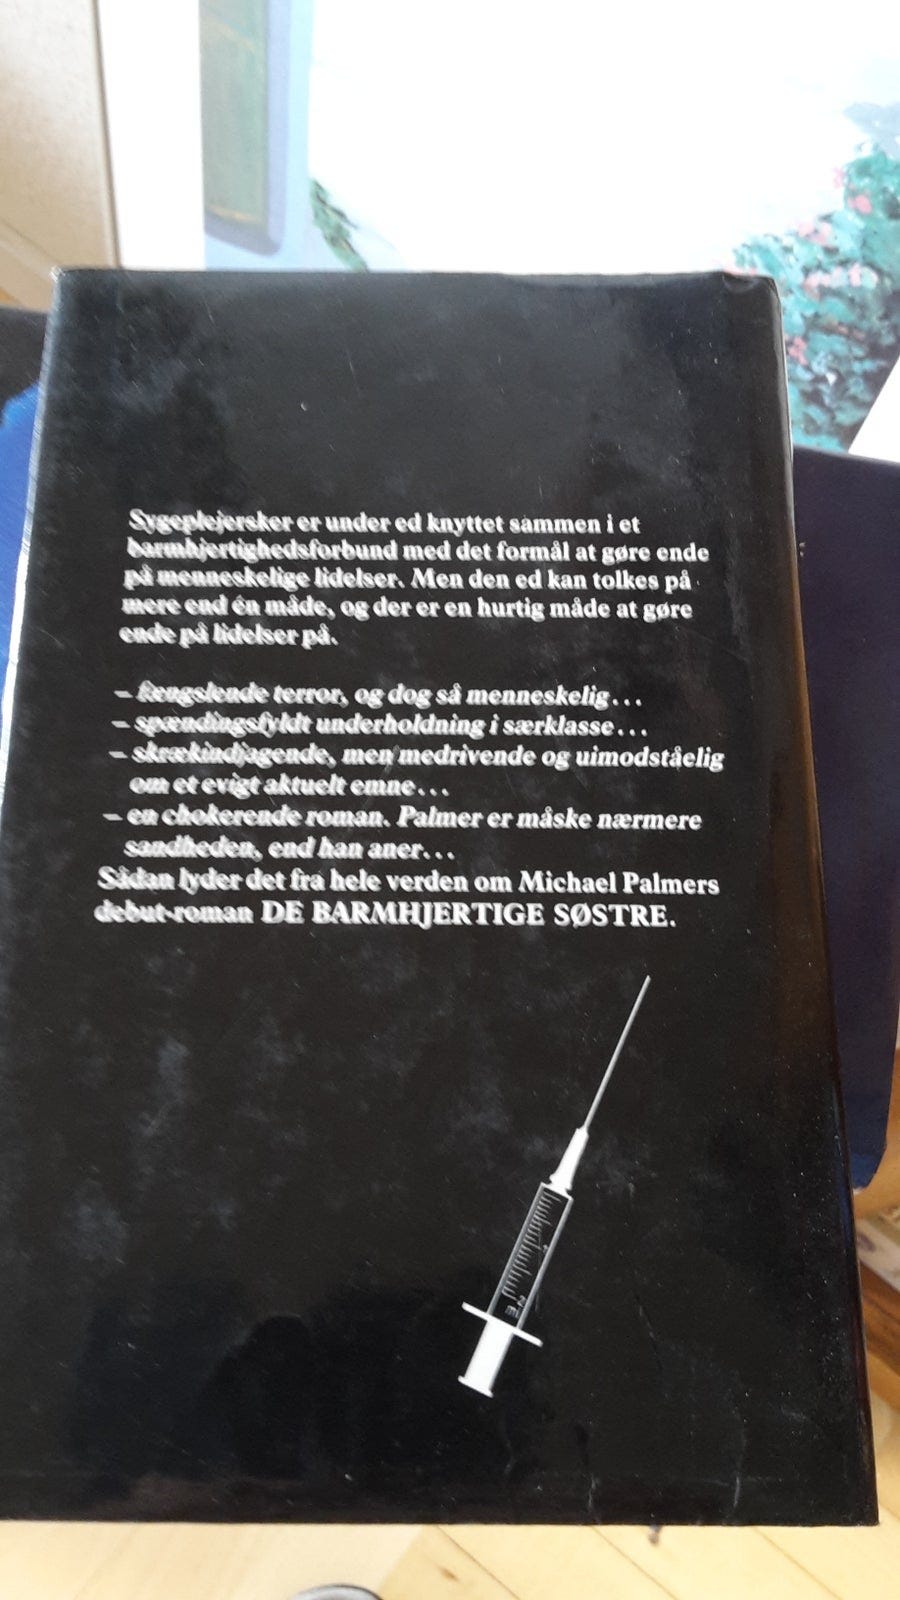 Sygeplejersker er under ed knyttet sammen i et
barmhjertighedsforbund med det formål at gøre ende
på menneskelige lidelser. Men den ed kan tolkes på
mere end én måde, og der er en hurtig måde at gøre
ende på lidelser på.
– fængslende terror, og dog så menneskelig...
– spændingsfyldt underholdning i særklasse...
– skrækindjagende, men medrivende og uimodståelig
om et evigt aktuelt emne...
– en chokerende roman. Palmer er måske nærmere
sandheden, end han aner...
Sådan lyder det fra hele verden om Michael Palmers
debut-roman DE BARMHJERTIGE SØSTRE.
1
2
ml